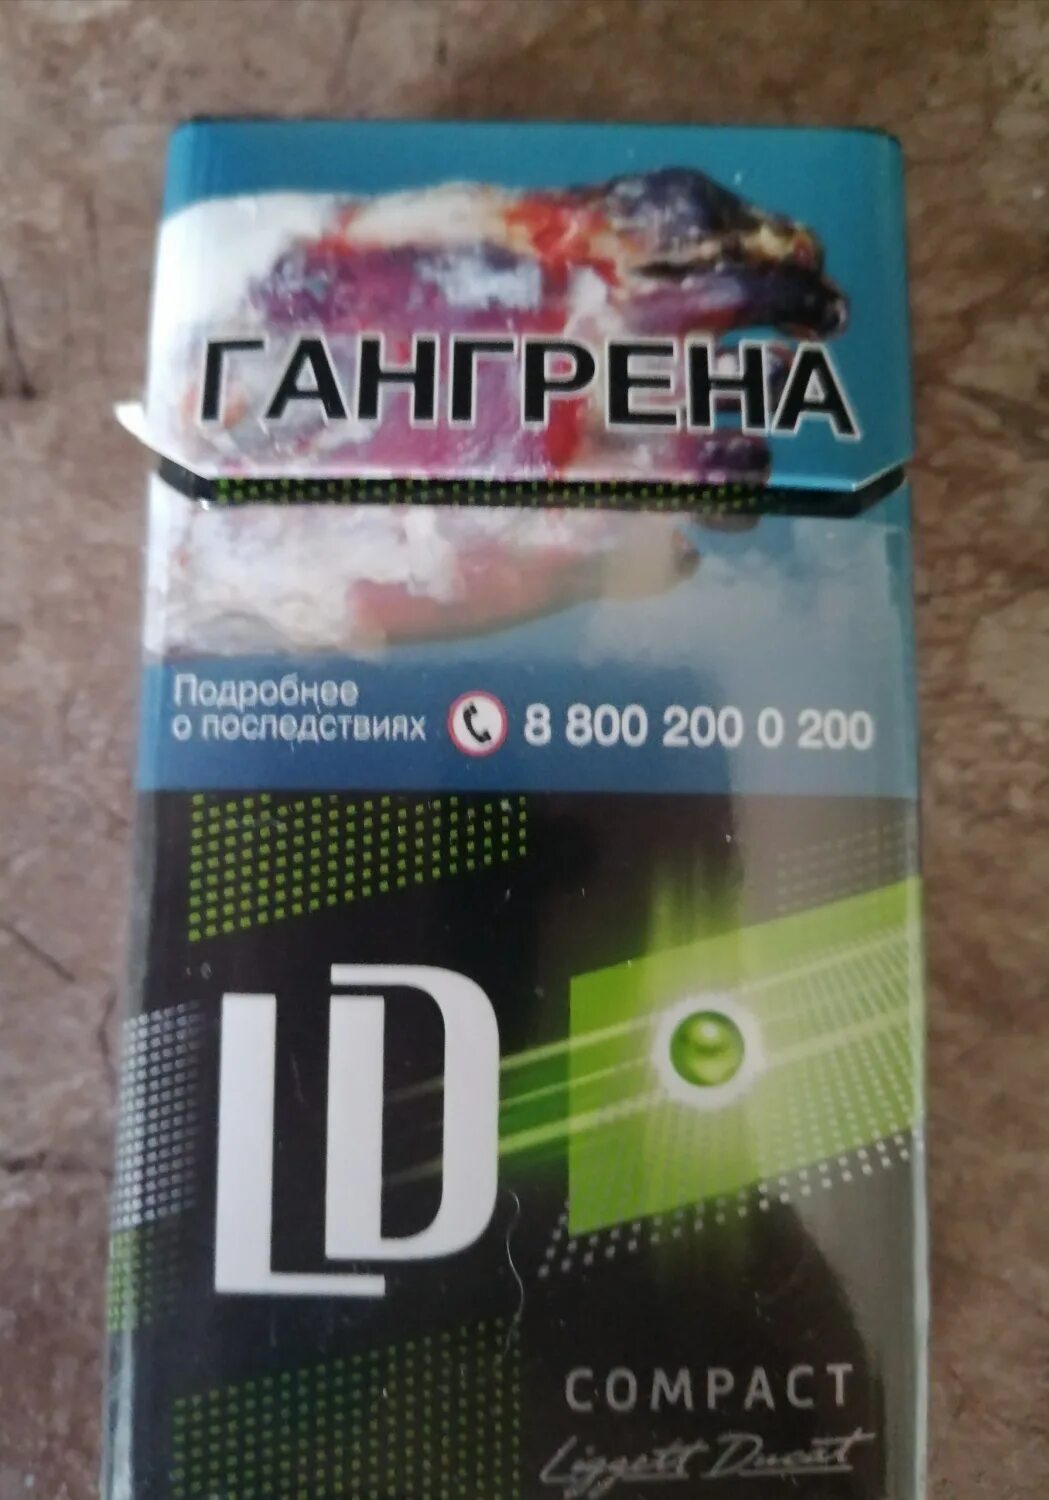 ГАНГРЕНА
Подробнее
о последствиях
8 800 200 0 200
LD
COMPACT
Liggett Ducat